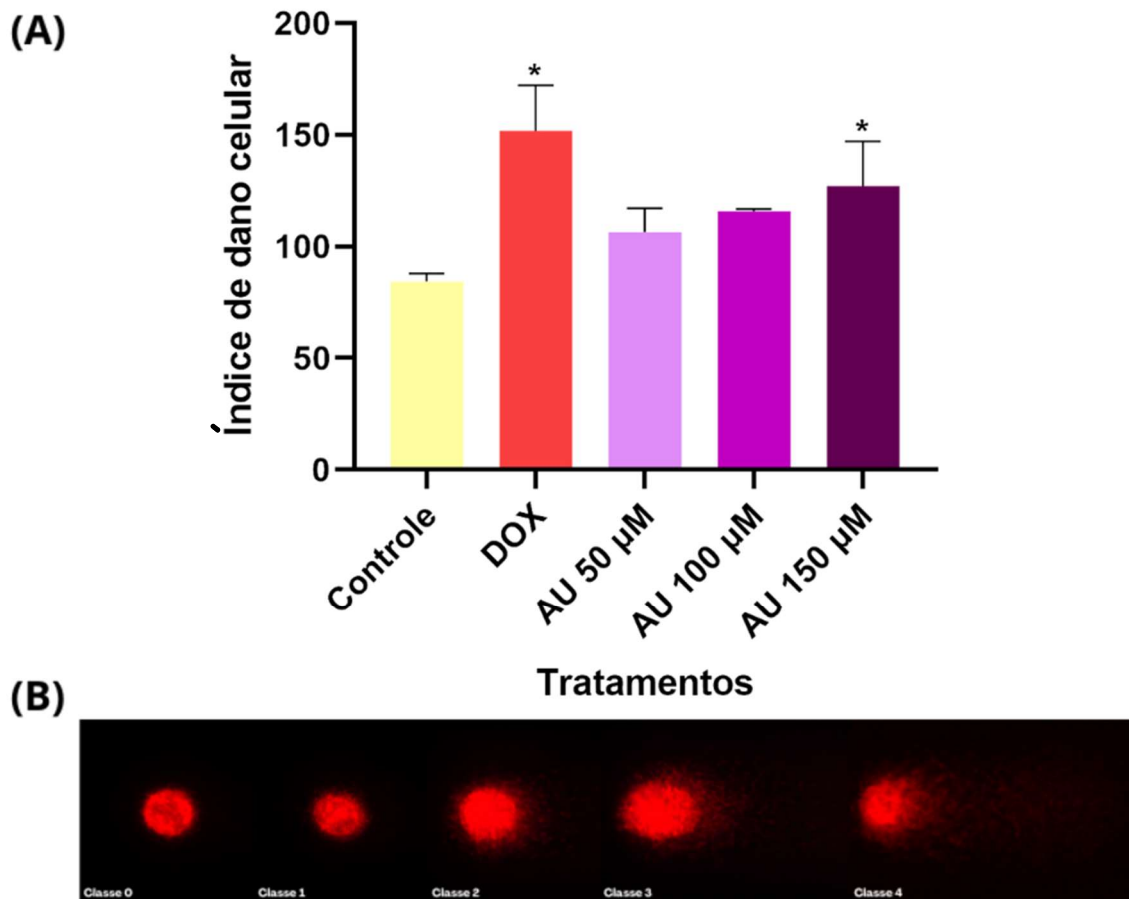 (A)
Índice de dano celular
200
150
100
50
0
*
*
Controle
DOX
AU 50 µM
AU 100 µM
AU 150 µM
Tratamentos
(B)
Classe 0
Classe 1
Classe 2
Classe 3
Classe 4